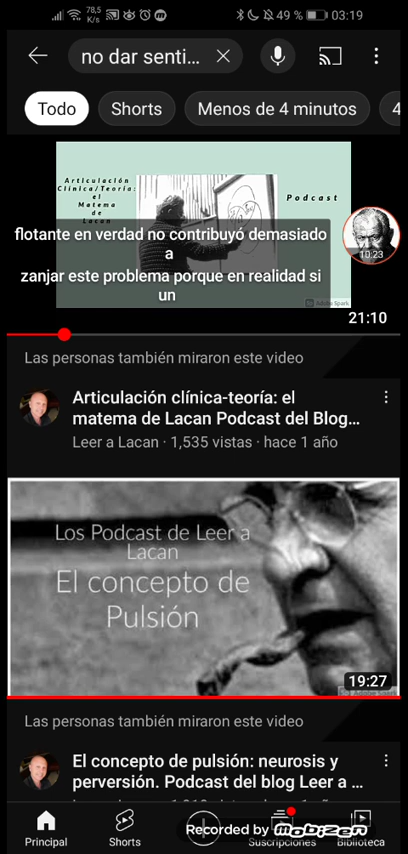 78,5
K/s
49 %
03:19
no dar senti...
Todo
Shorts
Menos de 4 minutos
4
Articulación
Clínica/Teoría:
el
Matema
de
Lacan
Podcast
flotante en verdad no contribuyó demasiado
a
zanjar este problema porque en realidad si
un
10:23
Adobe Spark
21:10
Las personas también miraron este video
Articulación clínica-teoría: el
matema de Lacan Podcast del Blog...
Leer a Lacan · 1,535 vistas · hace 1 año
Los Podcast de Leer a
Lacan
El concepto de
Pulsión
19:27
Las personas también miraron este video
El concepto de pulsión: neurosis y
perversión. Podcast del blog Leer a ...
Principal
Shorts
Suscripciones
Biblioteca
Recorded by mobizen